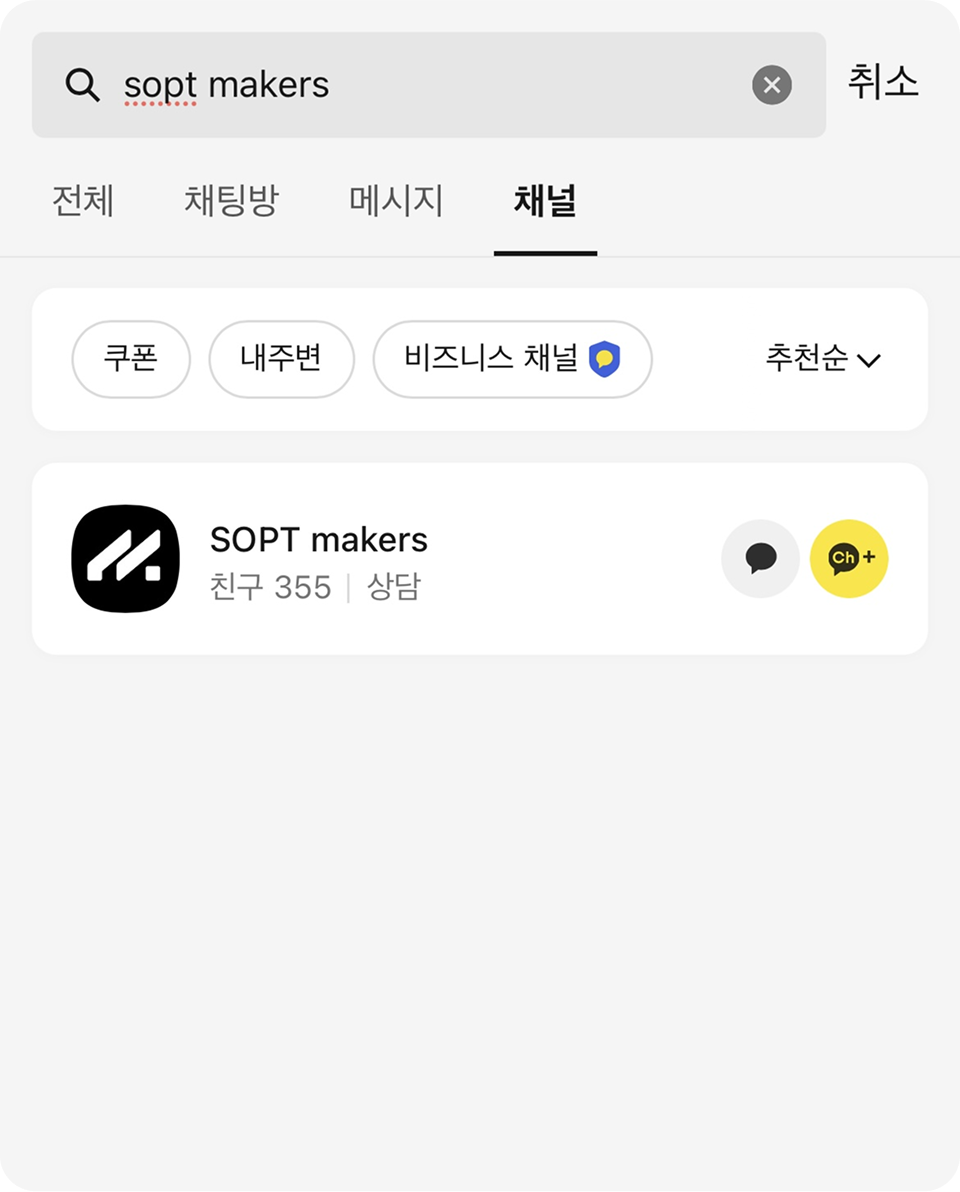 sopt makers 취소
전체 채팅방 메시지 채널
쿠폰 내주변 비즈니스 채널 추천순
SOPT makers
친구 355 | 상담
Ch+